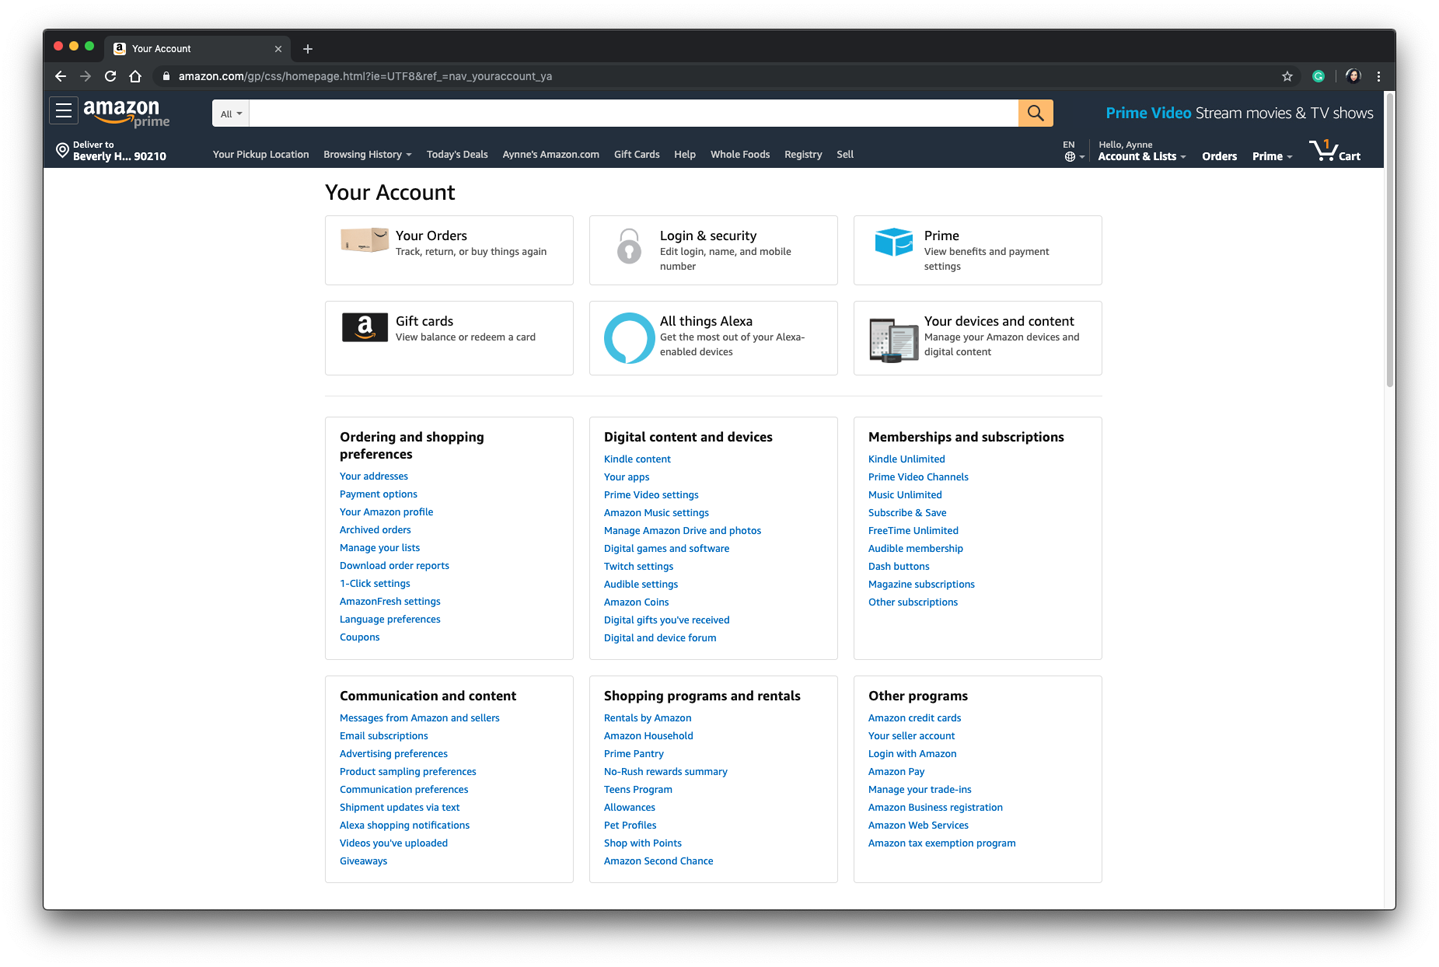 Your Account
amazon.com/gp/css/homepage.html?ie=UTF8&ref_=nav_youraccount_ya
amazon
prime
All
Prime Video Stream movies & TV shows
Deliver to
Beverly H... 90210
Your Pickup Location
Browsing History
Today's Deals
Aynne's Amazon.com
Gift Cards
Help
Whole Foods
Registry
Sell
EN
Hello, Aynne
Account & Lists
Orders
Prime
1
Cart
Your Account
Your Orders
Track, return, or buy things again
Login & security
Edit login, name, and mobile
number
Prime
View benefits and payment
settings
a
Gift cards
View balance or redeem a card
All things Alexa
Get the most out of your Alexa-
enabled devices
Your devices and content
Manage your Amazon devices and
digital content
Ordering and shopping
preferences
Your addresses
Payment options
Your Amazon profile
Archived orders
Manage your lists
Download order reports
1-Click settings
AmazonFresh settings
Language preferences
Coupons
Digital content and devices
Kindle content
Your apps
Prime Video settings
Amazon Music settings
Manage Amazon Drive and photos
Digital games and software
Twitch settings
Audible settings
Amazon Coins
Digital gifts you've received
Digital and device forum
Memberships and subscriptions
Kindle Unlimited
Prime Video Channels
Music Unlimited
Subscribe & Save
FreeTime Unlimited
Audible membership
Dash buttons
Magazine subscriptions
Other subscriptions
Communication and content
Messages from Amazon and sellers
Email subscriptions
Advertising preferences
Product sampling preferences
Communication preferences
Shipment updates via text
Alexa shopping notifications
Videos you've uploaded
Giveaways
Shopping programs and rentals
Rentals by Amazon
Amazon Household
Prime Pantry
No-Rush rewards summary
Teens Program
Allowances
Pet Profiles
Shop with Points
Amazon Second Chance
Other programs
Amazon credit cards
Your seller account
Login with Amazon
Amazon Pay
Manage your trade-ins
Amazon Business registration
Amazon Web Services
Amazon tax exemption program